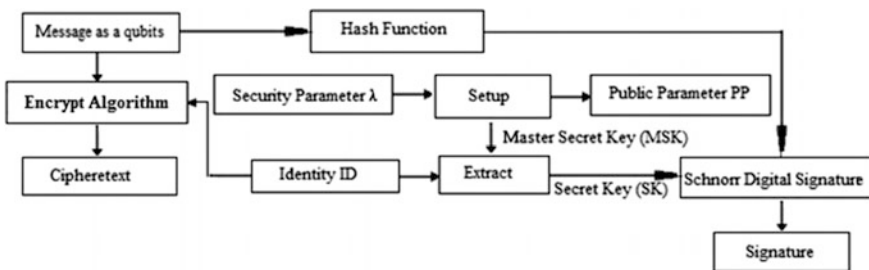 Message as a qubits
Hash Function
Encrypt Algorithm
Security Parameter λ
Setup
Public Parameter PP
Master Secret Key (MSK)
Cipheretext
Identity ID
Extract
Secret Key (SK)
Schnorr Digital Signature
Signature